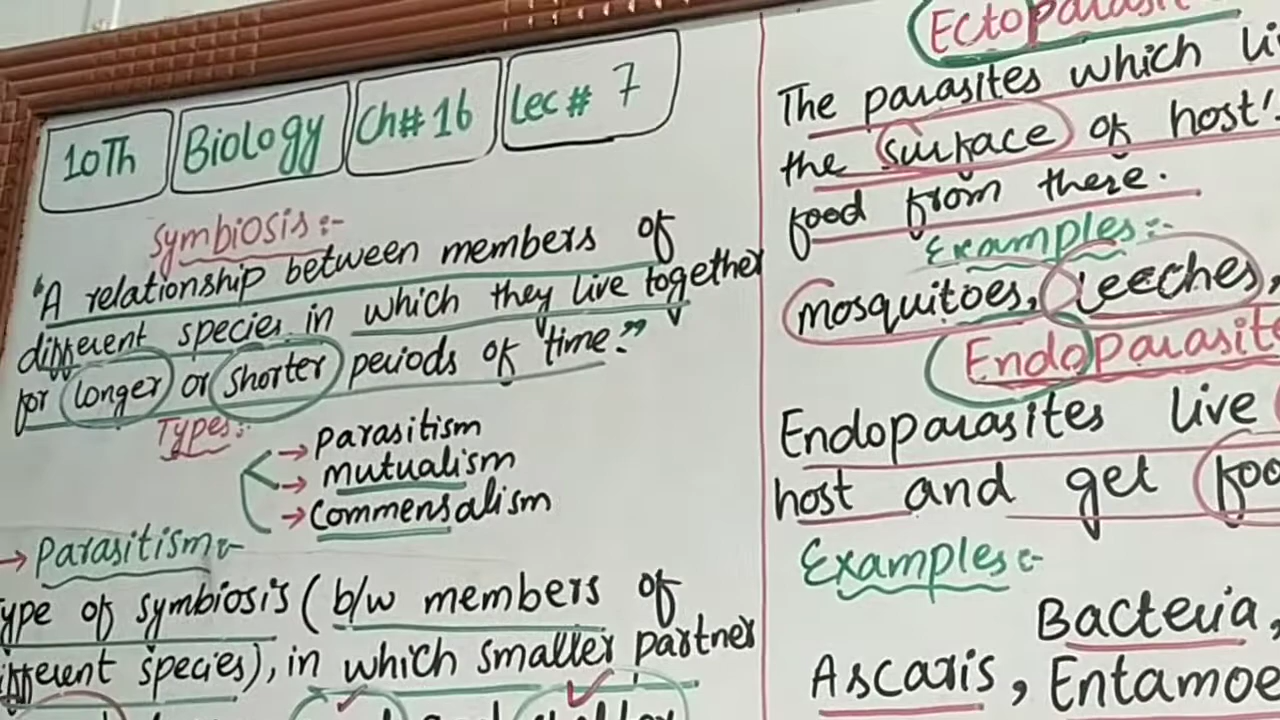 10Th Biology Ch# 16 Lec# 7
Symbiosis:-
"A relationship between members of
different species in which they live together
for longer or shorter periods of time."
Types:-
→ parasitism
→ mutualism
→ commensalism
→ Parasitism:-
ype of symbiosis (b/w members of
ifferent species), in which smaller partner
and
Ectoparasit
The parasites which li
the surface of host!
food from there.
Examples:-
mosquitoes, Leeches,
Endoparasite
Endoparasites live
host and get foo
Examples:-
Bacteria,
Ascaris, Entamoe